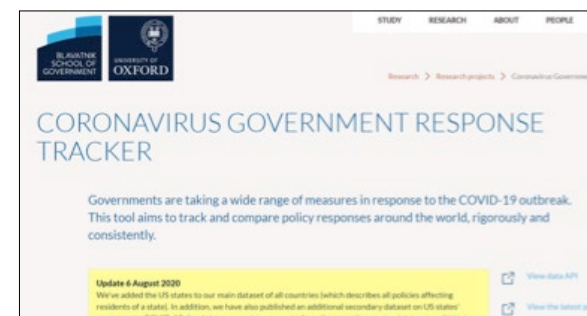 BLAVATNIK
SCHOOL OF
GOVERNMENT
UNIVERSITY OF
OXFORD
STUDY RESEARCH ABOUT PEOPLE
Research > Research projects > Coronavirus Governme
CORONAVIRUS GOVERNMENT RESPONSE
TRACKER
Governments are taking a wide range of measures in response to the COVID-19 outbreak.
This tool aims to track and compare policy responses around the world, rigorously and
consistently.
Update 6 August 2020
We've added the US states to our main dataset of all countries (which describes all policies affecting
residents of a state). In addition, we have also published an additional secondary dataset on US states'
View data API
View the latest